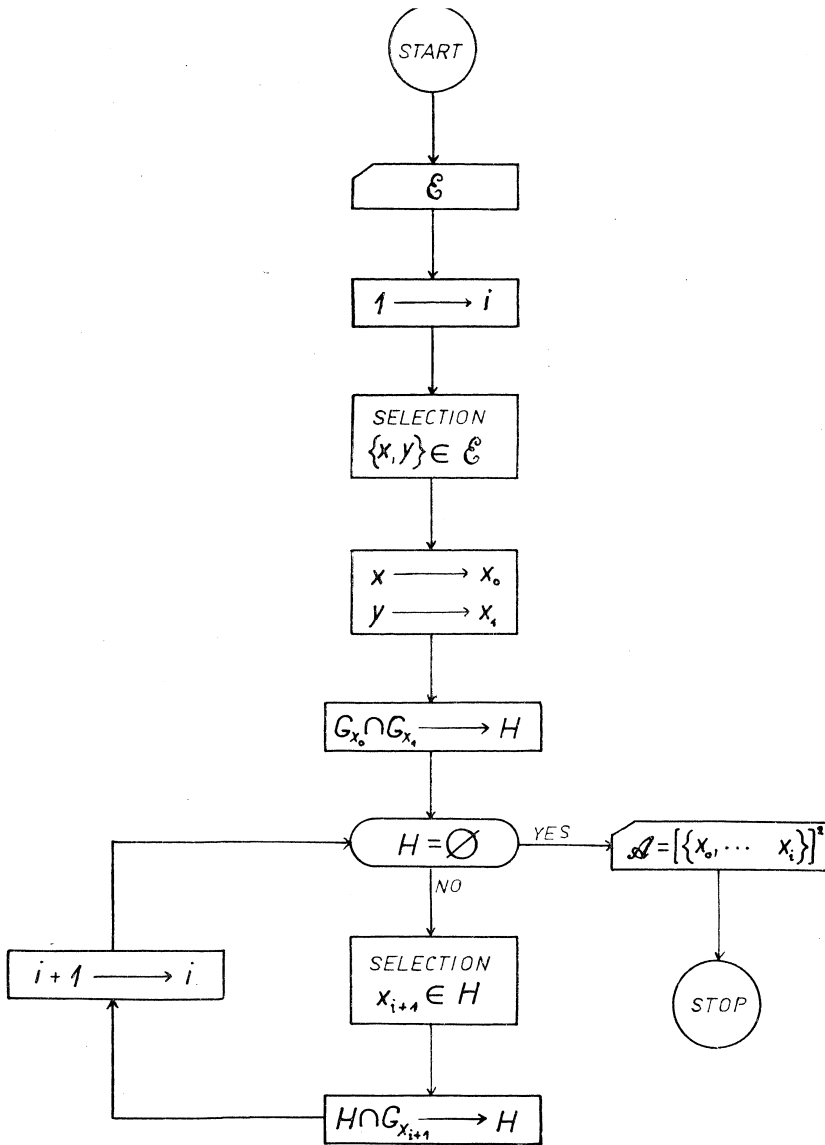 START
ℰ
1 ⟶ i
SELECTION
{x, y} ∈ ℰ
x ⟶ x₀
y ⟶ x₁
G_{x₀} ∩ G_{x₁} ⟶ H
H = ∅
YES
𝒜 = [{x₀, ⋯ x_i}]²
NO
i + 1 ⟶ i
SELECTION
x_{i+1} ∈ H
STOP
H ∩ G_{x_{i+1}} ⟶ H